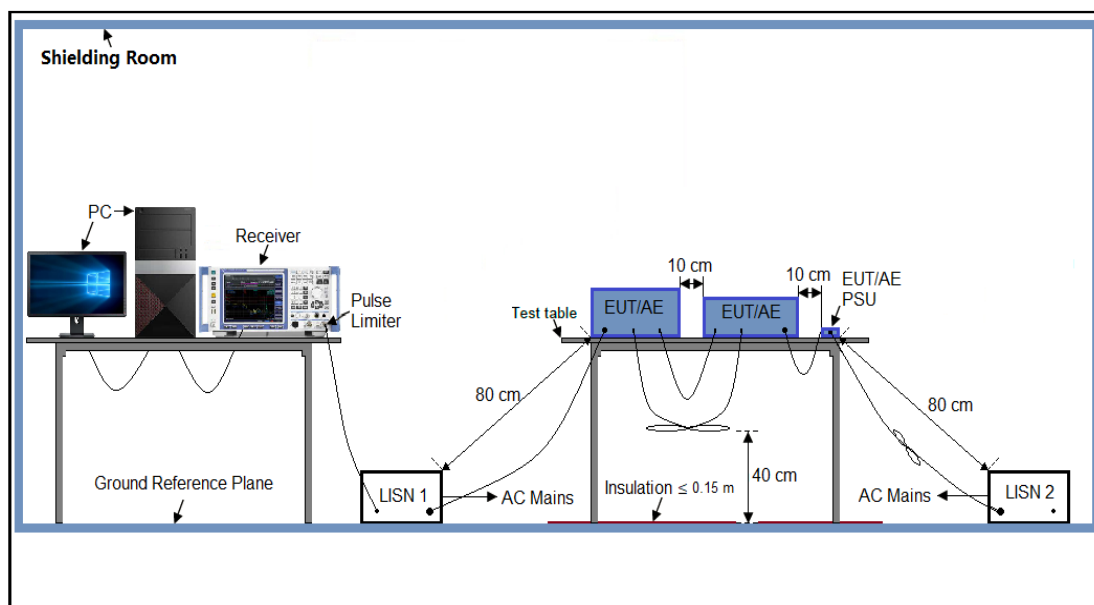 Shielding Room
PC
Receiver
Pulse
Limiter
10 cm
10 cm
EUT/AE
PSU
EUT/AE
EUT/AE
Test table
80 cm
80 cm
40 cm
Ground Reference Plane
LISN 1
AC Mains
Insulation ≤ 0.15 m
AC Mains
LISN 2